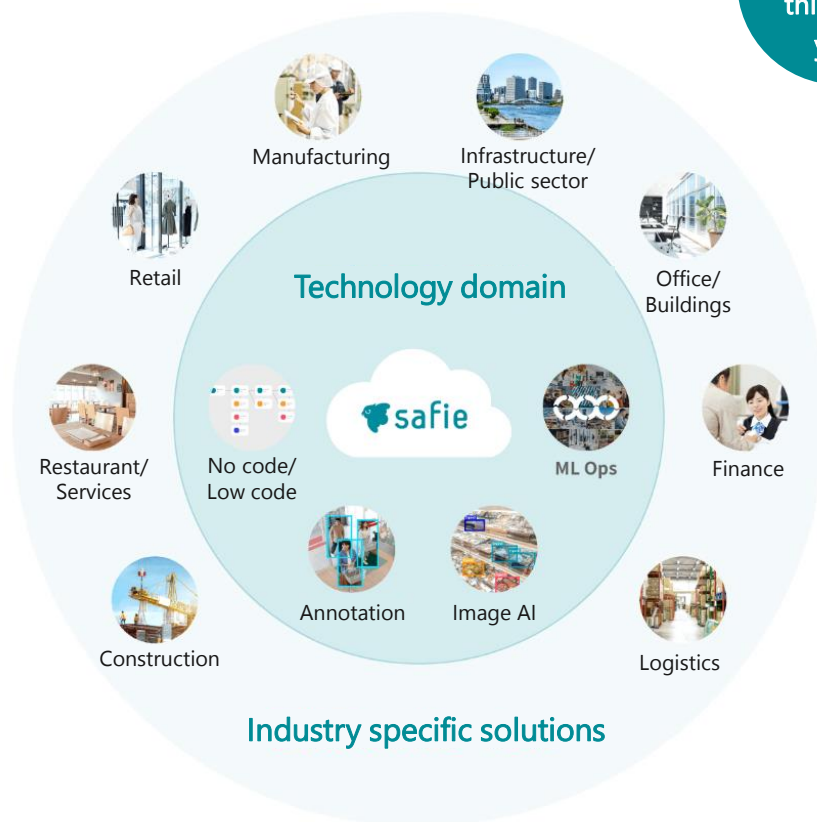 Manufacturing
Infrastructure/
Public sector
Retail
Technology domain
Office/
Buildings
safie
Restaurant/
Services
No code/
Low code
ML Ops
Finance
Annotation
Image AI
Construction
Logistics
Industry specific solutions